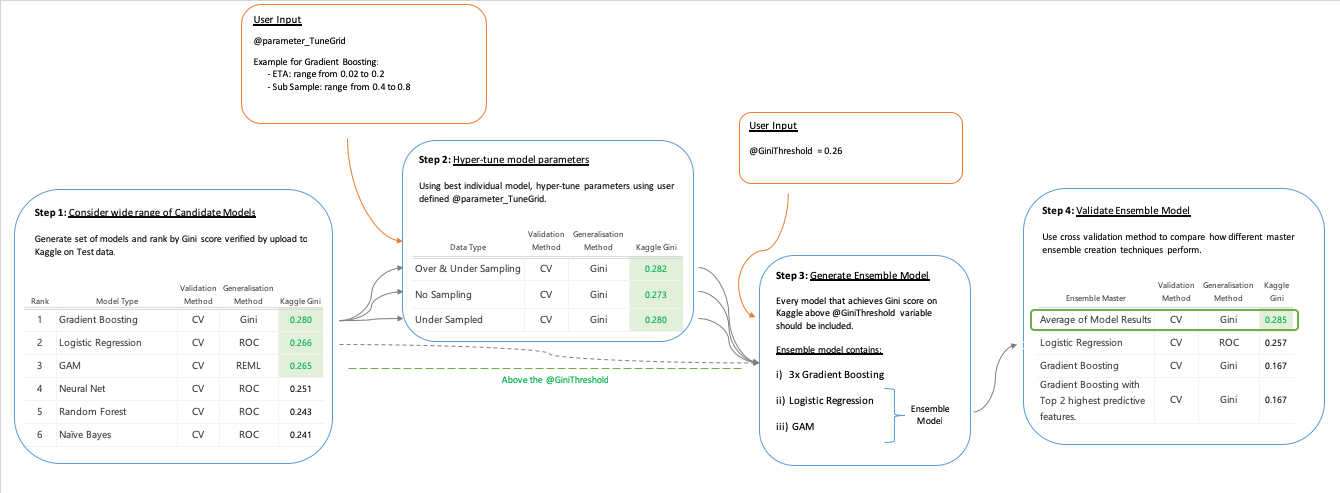 User Input
@parameter_TuneGrid
Example for Gradient Boosting:
- ETA: range from 0.02 to 0.2
- Sub Sample: range from 0.4 to 0.8
User Input
@GiniThreshold = 0.26
Step 1: Consider wide range of Candidate Models
Generate set of models and rank by Gini score verified by upload to
Kaggle on Test data.
Rank Model Type Validation Method Generalisation Method Kaggle Gini
1 Gradient Boosting CV Gini 0.280
2 Logistic Regression CV ROC 0.266
3 GAM CV REML 0.265
4 Neural Net CV ROC 0.251
5 Random Forest CV ROC 0.243
6 Naïve Bayes CV ROC 0.241
Step 2: Hyper-tune model parameters
Using best individual model, hyper-tune parameters using user
defined @parameter_TuneGrid.
Data Type Validation Method Generalisation Method Kaggle Gini
Over & Under Sampling CV Gini 0.282
No Sampling CV Gini 0.273
Under Sampled CV Gini 0.280
Above the @GiniThreshold
Step 3: Generate Ensemble Model
Every model that achieves Gini score on
Kaggle above @GiniThreshold variable
should be included.
Ensemble model contains:
i) 3x Gradient Boosting
ii) Logistic Regression
iii) GAM
Ensemble
Model
Step 4: Validate Ensemble Model
Use cross validation method to compare how different master
ensemble creation techniques perform.
Ensemble Master Validation Method Generalisation Method Kaggle Gini
Average of Model Results CV Gini 0.285
Logistic Regression CV ROC 0.257
Gradient Boosting CV Gini 0.167
Gradient Boosting with
Top 2 highest predictive
features.
CV Gini 0.167